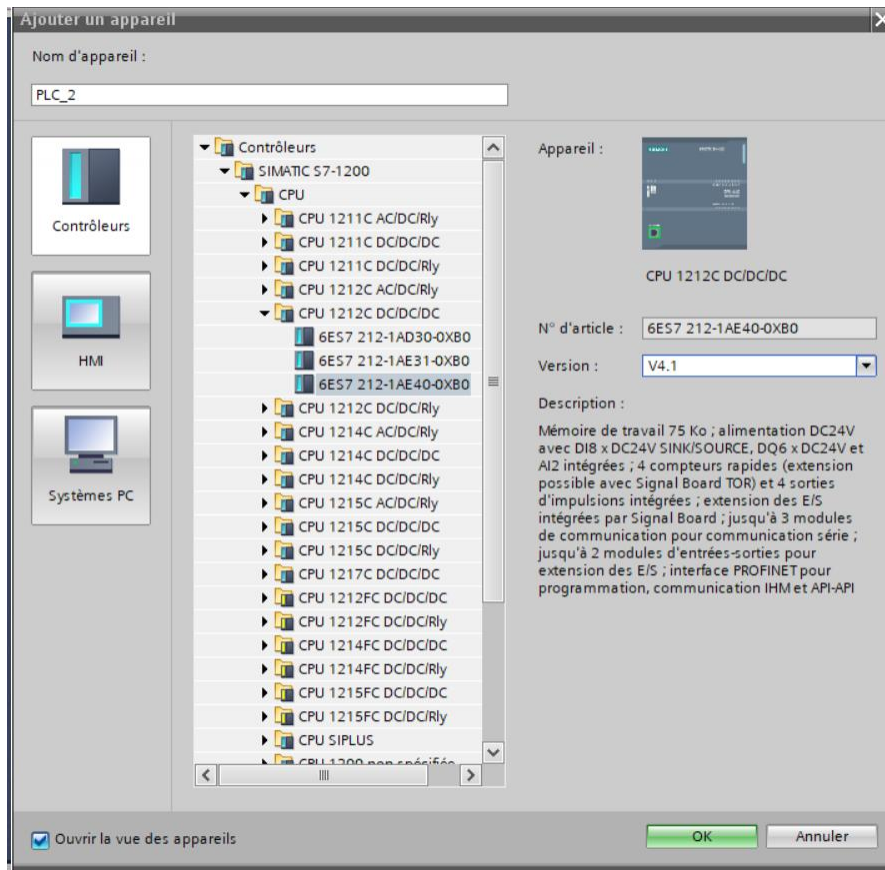 Ajouter un appareil
Nom d'appareil :
PLC_2
Contrôleurs
HMI
Systèmes PC
Contrôleurs
SIMATIC S7-1200
CPU
CPU 1211C AC/DC/Rly
CPU 1211C DC/DC/DC
CPU 1211C DC/DC/Rly
CPU 1212C AC/DC/Rly
CPU 1212C DC/DC/DC
6ES7 212-1AD30-0XB0
6ES7 212-1AE31-0XB0
6ES7 212-1AE40-0XB0
CPU 1212C DC/DC/Rly
CPU 1214C AC/DC/Rly
CPU 1214C DC/DC/DC
CPU 1214C DC/DC/Rly
CPU 1215C AC/DC/Rly
CPU 1215C DC/DC/DC
CPU 1215C DC/DC/Rly
CPU 1217C DC/DC/DC
CPU 1212FC DC/DC/DC
CPU 1212FC DC/DC/Rly
CPU 1214FC DC/DC/DC
CPU 1214FC DC/DC/Rly
CPU 1215FC DC/DC/DC
CPU 1215FC DC/DC/Rly
CPU SIPLUS
CPU 1200 non spécifiée
Appareil :
CPU 1212C DC/DC/DC
N° d'article :
6ES7 212-1AE40-0XB0
Version :
V4.1
Description :
Mémoire de travail 75 Ko ; alimentation DC24V
avec DI8 x DC24V SINK/SOURCE, DQ6 x DC24V et
AI2 intégrées ; 4 compteurs rapides (extension
possible avec Signal Board TOR) et 4 sorties
d'impulsions intégrées ; extension des E/S
intégrées par Signal Board ; jusqu'à 3 modules
de communication pour communication série ;
jusqu'à 2 modules d'entrées-sorties pour
extension des E/S ; interface PROFINET pour
programmation, communication IHM et API-API
Ouvrir la vue des appareils
OK
Annuler